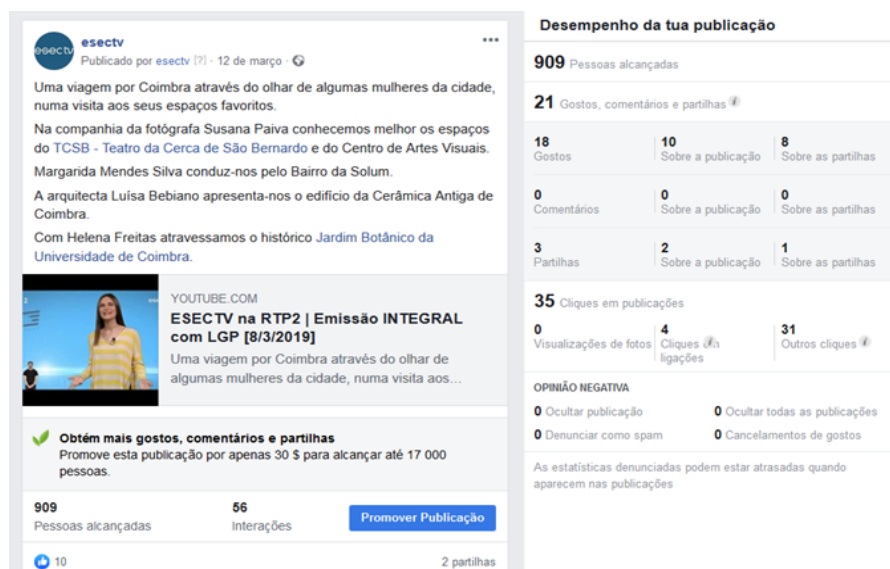 esectv
esectv
Publicado por esectv [?] · 12 de março ·
Uma viagem por Coimbra através do olhar de algumas mulheres da cidade,
numa visita aos seus espaços favoritos.
Na companhia da fotógrafa Susana Paiva conhecemos melhor os espaços
do TCSB - Teatro da Cerca de São Bernardo e do Centro de Artes Visuais.
Margarida Mendes Silva conduz-nos pelo Bairro da Solum.
A arquitecta Luísa Bebiano apresenta-nos o edifício da Cerâmica Antiga de
Coimbra.
Com Helena Freitas atravessamos o histórico Jardim Botânico da
Universidade de Coimbra.
YOUTUBE.COM
ESECTV na RTP2 | Emissão INTEGRAL
com LGP [8/3/2019]
Uma viagem por Coimbra através do olhar de
algumas mulheres da cidade, numa visita aos...
Obtém mais gostos, comentários e partilhas
Promove esta publicação por apenas 30 $ para alcançar até 17 000
pessoas.
909
Pessoas alcançadas
56
Interações
Promover Publicação
10
2 partilhas
Desempenho da tua publicação
909 Pessoas alcançadas
21 Gostos, comentários e partilhas
18
Gostos
10
Sobre a publicação
8
Sobre as partilhas
0
Comentários
0
Sobre a publicação
0
Sobre as partilhas
3
Partilhas
2
Sobre a publicação
1
Sobre as partilhas
35 Cliques em publicações
0
Visualizações de fotos
4
Cliques
ligações
31
Outros cliques
OPINIÃO NEGATIVA
0 Ocultar publicação
0 Ocultar todas as publicações
0 Denunciar como spam
0 Cancelamentos de gostos
As estatísticas denunciadas podem estar atrasadas quando
aparecem nas publicações